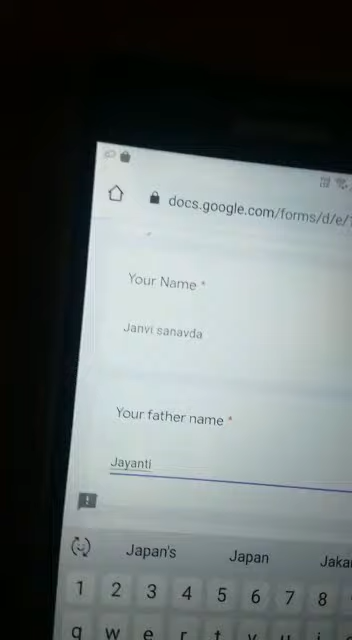 docs.google.com/forms/d/e/
Your Name *
Janvi sanavda
Your father name *
Jayanti
Japan's Japan Jakar
1 2 3 4 5 6 7 8
q w e r t y u i